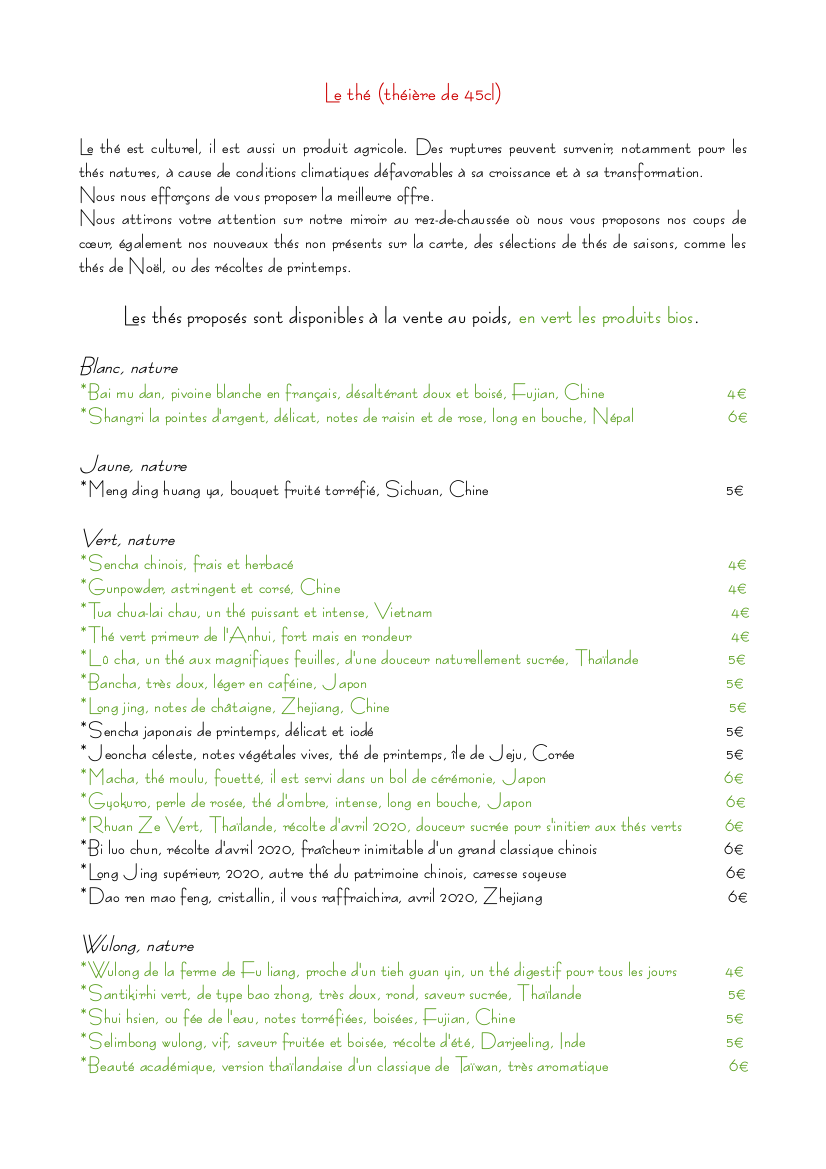 Le thé (théière de 45cl)
Le thé est culturel, il est aussi un produit agricole. Des ruptures peuvent survenir, notamment pour les
thés natures, à cause de conditions climatiques défavorables à sa croissance et à sa transformation.
Nous nous efforçons de vous proposer la meilleure offre.
Nous attirons votre attention sur notre miroir au rez-de-chaussée où nous vous proposons nos coups de
cœur, également nos nouveaux thés non présents sur la carte, des sélections de thés de saisons, comme les
thés de Noël, ou des récoltes de printemps.
Les thés proposés sont disponibles à la vente au poids, en vert les produits bios.
Blanc, nature
*Bai mu dan, pivoine blanche en français, désaltérant doux et boisé, Fujian, Chine 4€
*Shangri la pointes d'argent, délicat, notes de raisin et de rose, long en bouche, Népal 6€
Jaune, nature
*Meng ding huang ya, bouquet fruité torréfié, Sichuan, Chine 5€
Vert, nature
*Sencha chinois, frais et herbacé 4€
*Gunpowder, astringent et corsé, Chine 4€
*Tua chua-lai chau, un thé puissant et intense, Vietnam 4€
*Thé vert primeur de l'Anhui, fort mais en rondeur 4€
*Lo cha, un thé aux magnifiques feuilles, d'une douceur naturellement sucrée, Thaïlande 5€
*Bancha, très doux, léger en caféine, Japon 5€
*Long jing, notes de châtaigne, Zhejiang, Chine 5€
*Sencha japonais de printemps, délicat et iodé 5€
*Jeoncha céleste, notes végétales vives, thé de printemps, île de Jeju, Corée 5€
*Macha, thé moulu, fouetté, il est servi dans un bol de cérémonie, Japon 6€
*Gyokuro, perle de rosée, thé d'ombre, intense, long en bouche, Japon 6€
*Rhuan Ze Vert, Thaïlande, récolte d'avril 2020, douceur sucrée pour s'initier aux thés verts 6€
*Bi luo chun, récolte d'avril 2020, fraîcheur inimitable d'un grand classique chinois 6€
*Long Jing supérieur, 2020, autre thé du patrimoine chinois, caresse soyeuse 6€
*Dao ren mao feng, cristallin, il vous raffraichira, avril 2020, Zhejiang 6€
Wulong, nature
*Wulong de la ferme de Fu liang, proche d'un tieh guan yin, un thé digestif pour tous les jours 4€
*Santikirhi vert, de type bao zhong, très doux, rond, saveur sucrée, Thaïlande 5€
*Shui hsien, ou fée de l'eau, notes torréfiées, boisées, Fujian, Chine 5€
*Selimbong wulong, vif, saveur fruitée et boisée, récolte d'été, Darjeeling, Inde 5€
*Beauté académique, version thaïlandaise d'un classique de Taïwan, très aromatique 6€